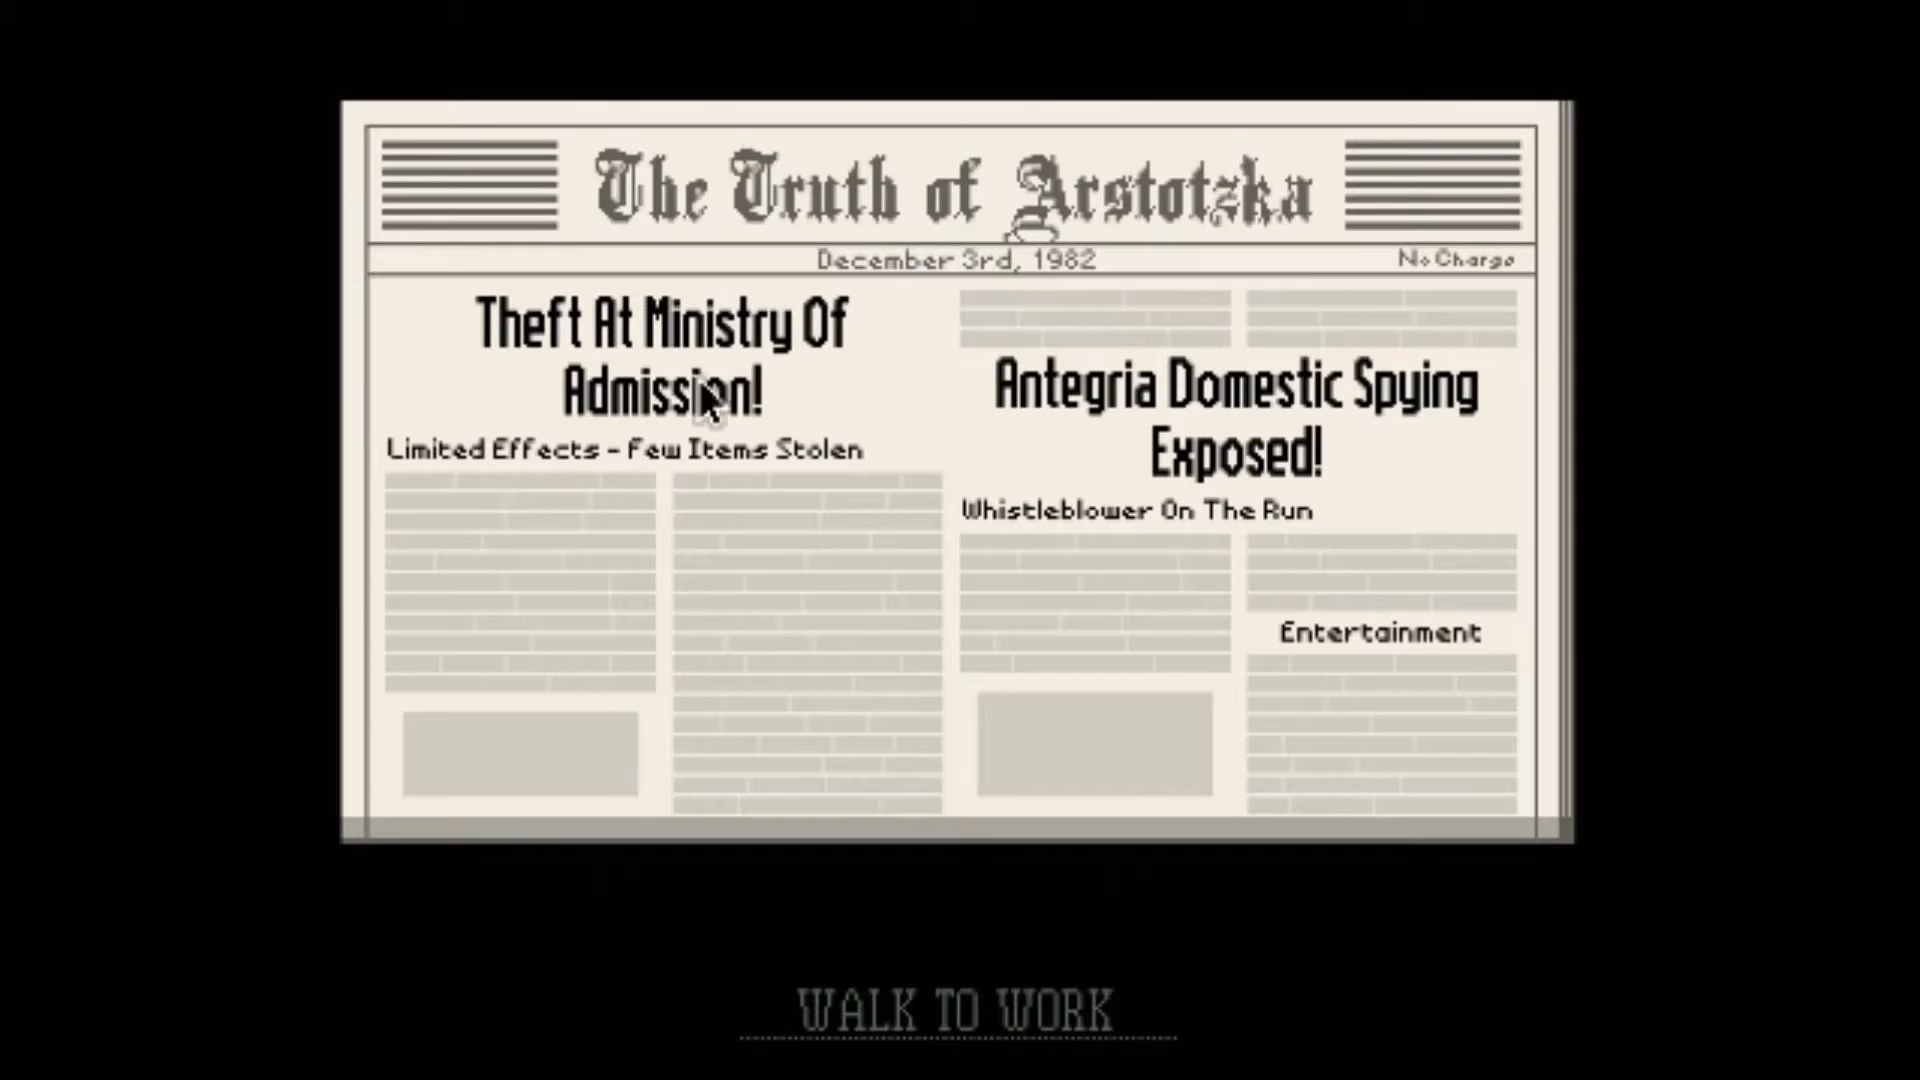 The Truth of Arstotzka
December 3rd, 1982
No Charge
Theft At Ministry Of
Admission!
Limited Effects - Few Items Stolen
Antegria Domestic Spying
Exposed!
Whistleblower On The Run
Entertainment
WALK TO WORK